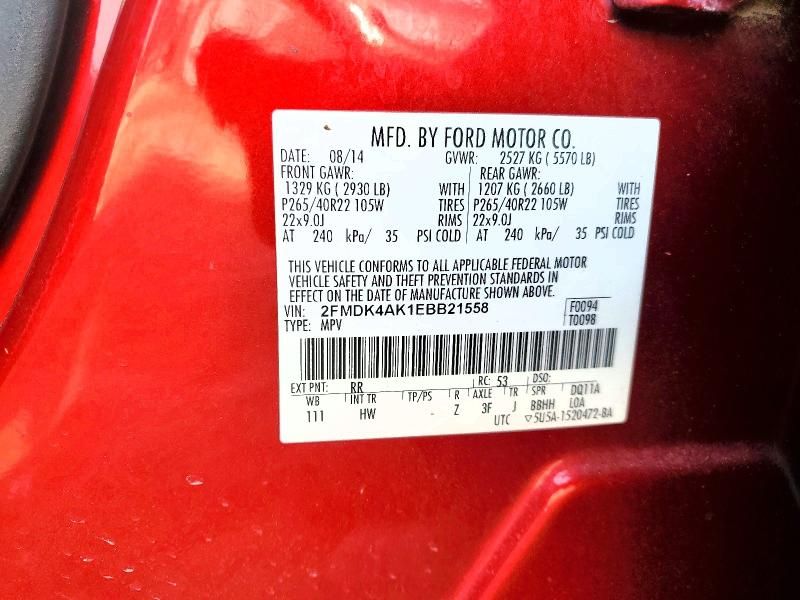 MFD. BY FORD MOTOR CO.
DATE: 08/14 GVWR: 2527 KG ( 5570 LB)
FRONT GAWR: REAR GAWR:
1329 KG ( 2930 LB) WITH 1207 KG ( 2660 LB) WITH
P265/40R22 105W TIRES P265/40R22 105W TIRES
22x9.0J RIMS 22x9.0J RIMS
AT 240 kPa/ 35 PSI COLD AT 240 kPa/ 35 PSI COLD
THIS VEHICLE CONFORMS TO ALL APPLICABLE FEDERAL MOTOR
VEHICLE SAFETY AND THEFT PREVENTION STANDARDS IN
EFFECT ON THE DATE OF MANUFACTURE SHOWN ABOVE.
VIN: 2FMDK4AK1EBB21558 F0094
TYPE: MPV T0098
EXT PNT: RR RC: 53 DSO:
WB INT TR TP/PS R AXLE TR SPR DQ11A
111 HW Z 3F J BBHH LOA
UTC ▽5U5A-1520472-BA